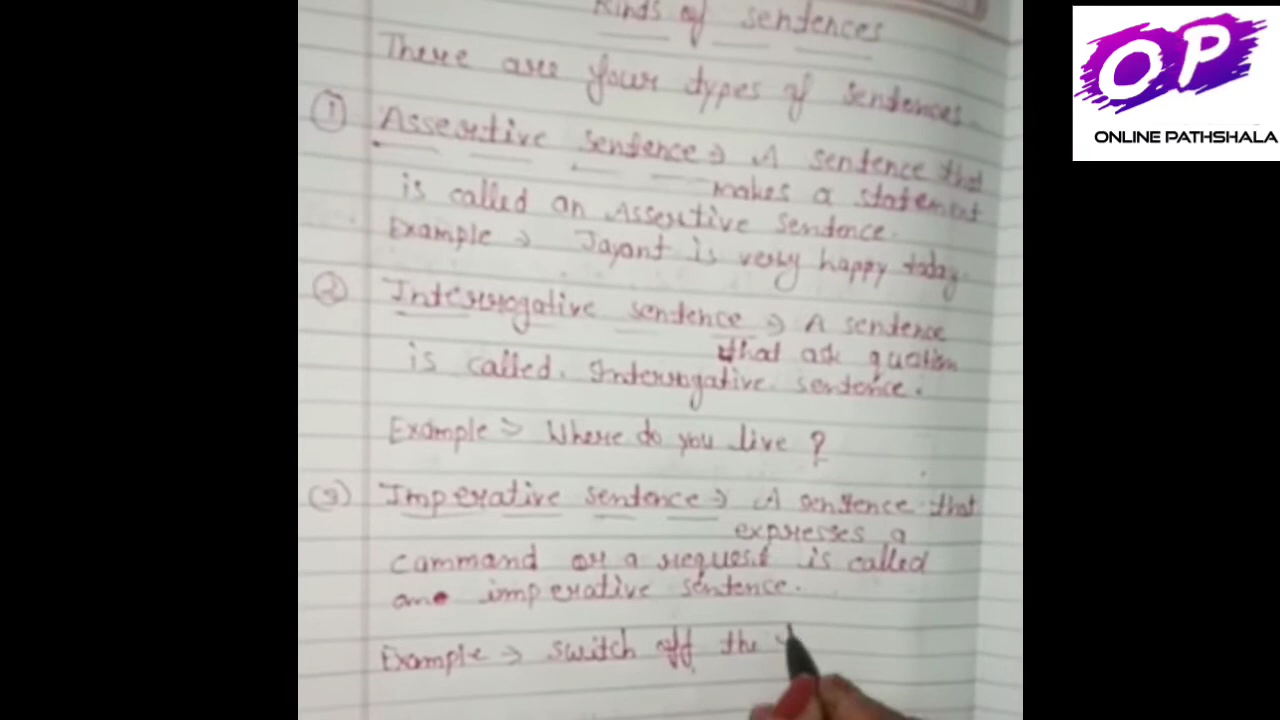 Kinds of sentences
There are four types of sentences.
① Assertive sentence → A sentence that
makes a statement
is called an Assertive sentence.
Example → Jayant is very happy today.
② Interrogative sentence → A sentence
that ask quation
is called. Interrogative sentence.
Example → Where do you live ?
(3) Imperative sentence → A sentence that
expresses a
command or a request is called
an imperative sentence.
Example → switch off the
OP
ONLINE PATHSHALA